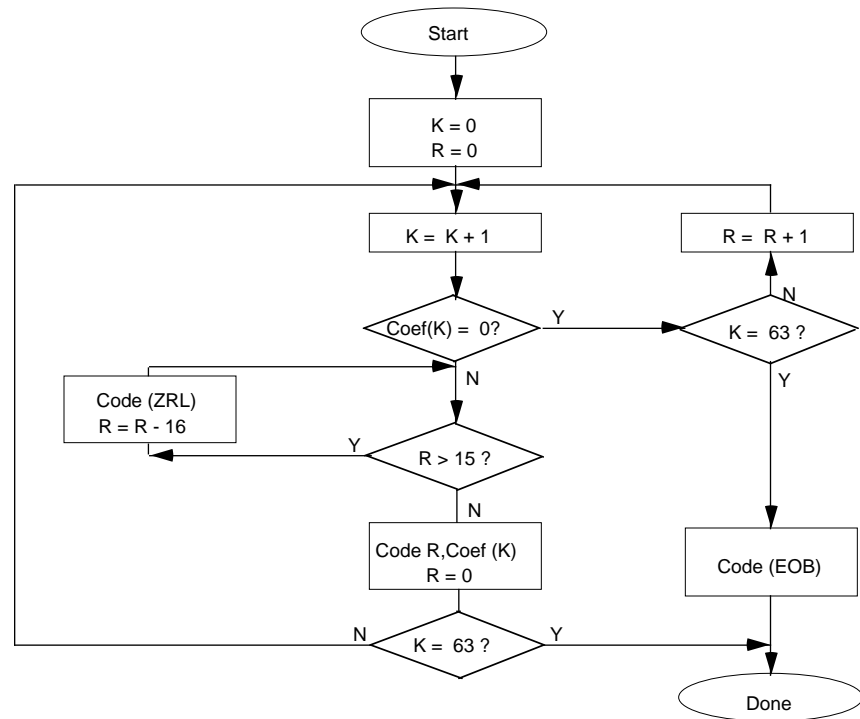 Start
K = 0
R = 0
K = K + 1
R = R + 1
Coef(K) = 0?
Y
N
K = 63 ?
N
Y
Code (ZRL)
R = R - 16
Y
R > 15 ?
N
Code R,Coef (K)
R = 0
Code (EOB)
N
K = 63 ?
Y
Done